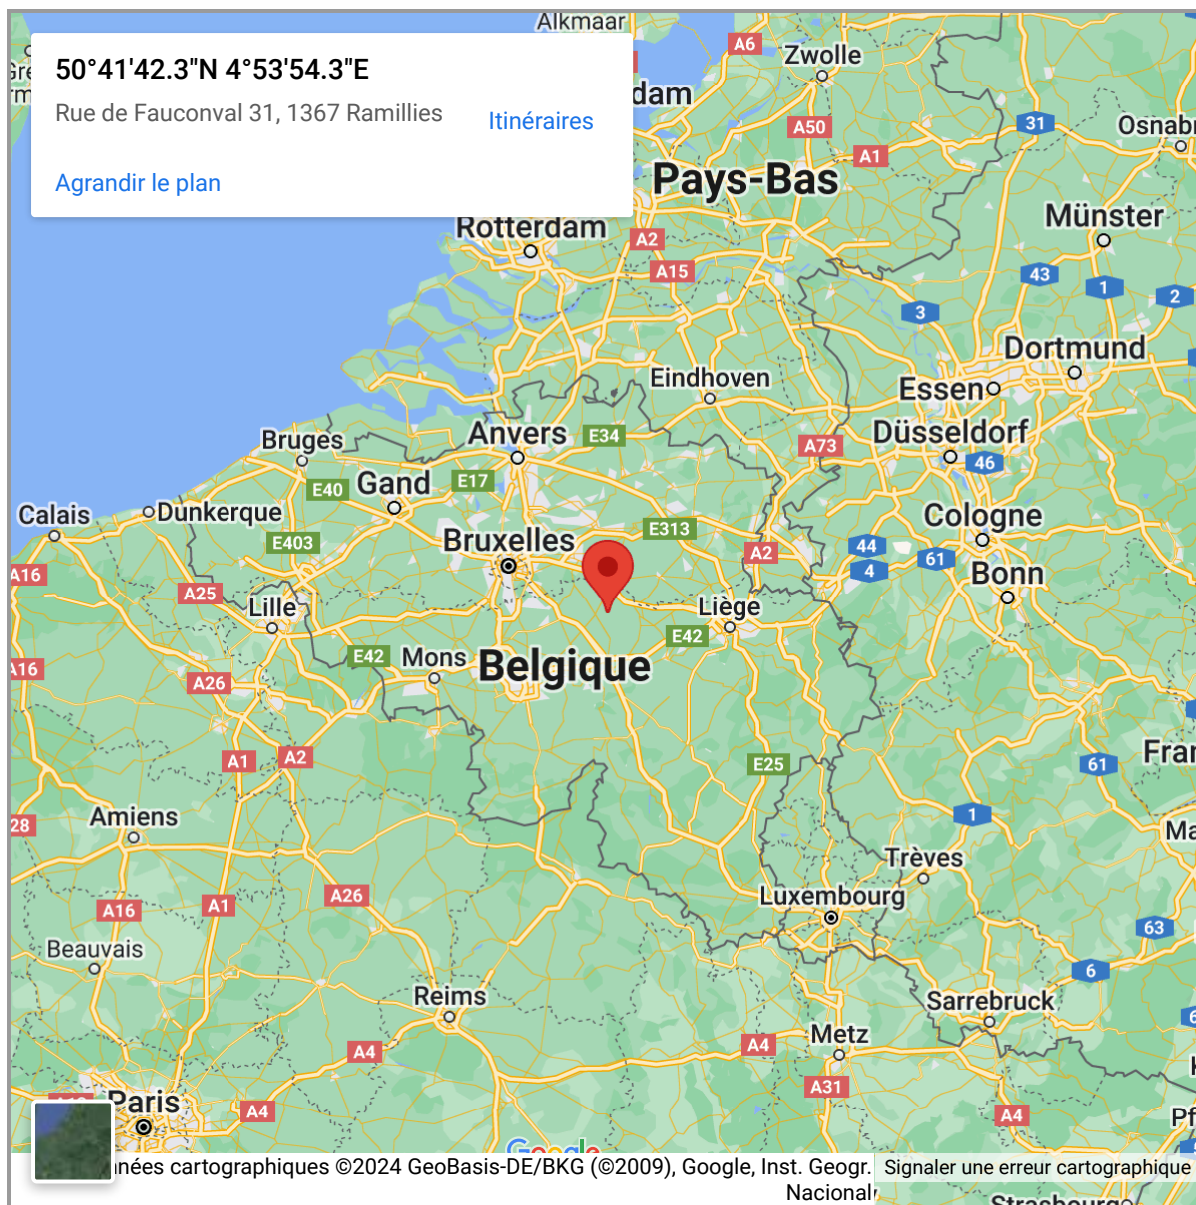 Alkmaar
50°41'42.3"N 4°53'54.3"E
Rue de Fauconval 31, 1367 Ramillies
Itinéraires
Agrandir le plan
A6
Zwolle
dam
A50
31
Osnabr
A1
Pays-Bas
Münster
Rotterdam
A2
A15
43
1
2
3
Dortmund
Eindhoven
Essen
Bruges
Anvers
E34
A73
Düsseldorf
46
E40
Gand
E17
Calais
Dunkerque
E403
Bruxelles
E313
Cologne
A2
44
61
4
A16
A25
Bonn
Lille
Liège
E42
E42
Mons
Belgique
A16
A26
A1
A2
E25
61
Fran
28
Amiens
1
Ma
Trèves
A26
A16
A1
Luxembourg
63
Beauvais
6
Reims
Sarrebruck
A4
A4
Metz
A31
Paris
A4
A4
Pf
Google
nées cartographiques ©2024 GeoBasis-DE/BKG (©2009), Google, Inst. Geogr.
Nacional
Signaler une erreur cartographique
Strasbourg